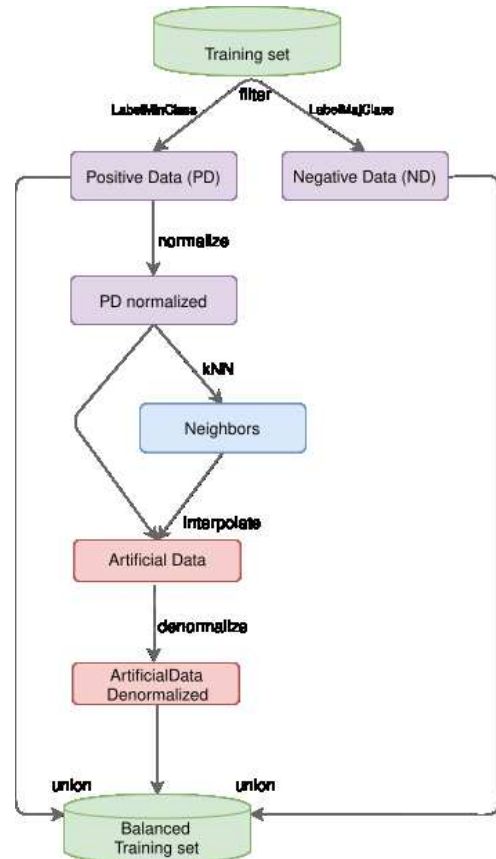 Training set
filter
LabelMinClass
LabelMajClass
Positive Data (PD)
Negative Data (ND)
normalize
PD normalized
kNN
Neighbors
interpolate
Artificial Data
denormalize
ArtificialData
Denormalized
union
union
Balanced
Training set